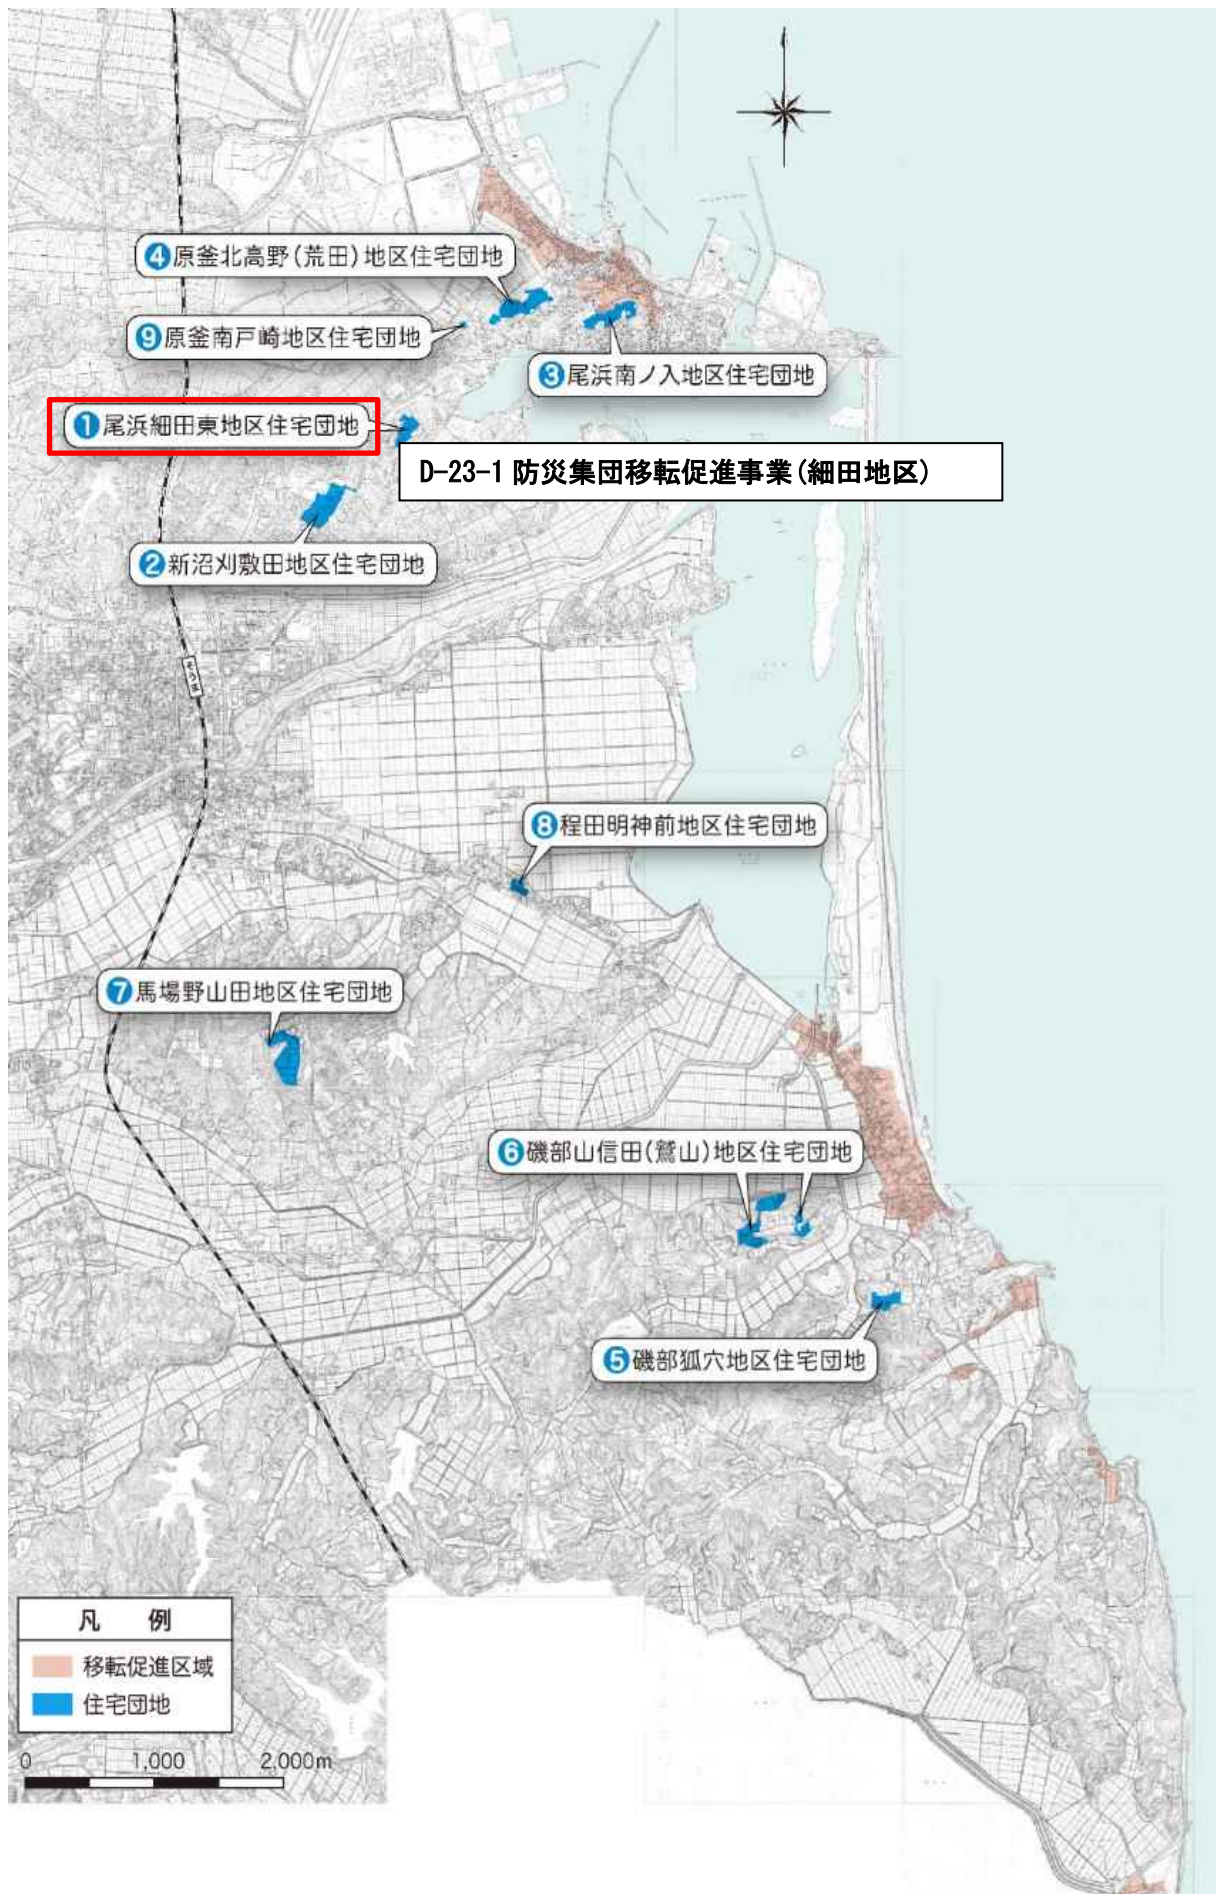 ④原釜北高野(荒田)地区住宅団地
⑨原釜南戸崎地区住宅団地
③尾浜南ノ入地区住宅団地
①尾浜細田東地区住宅団地
D-23-1 防災集団移転促進事業(細田地区)
②新沼刈敷田地区住宅団地
そうま
⑧程田明神前地区住宅団地
⑦馬場野山田地区住宅団地
⑥磯部山信田(鷲山)地区住宅団地
⑤磯部狐穴地区住宅団地
凡 例
移転促進区域
住宅団地
0 1,000 2,000m